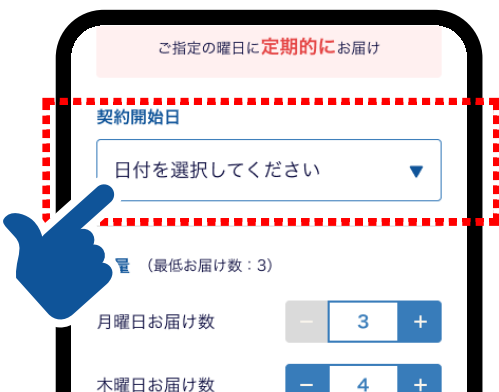 ご指定の曜日に定期的にお届け
契約開始日
日付を選択してください ▼
量 (最低お届け数:3)
月曜日お届け数 − 3 +
木曜日お届け数 − 4 +